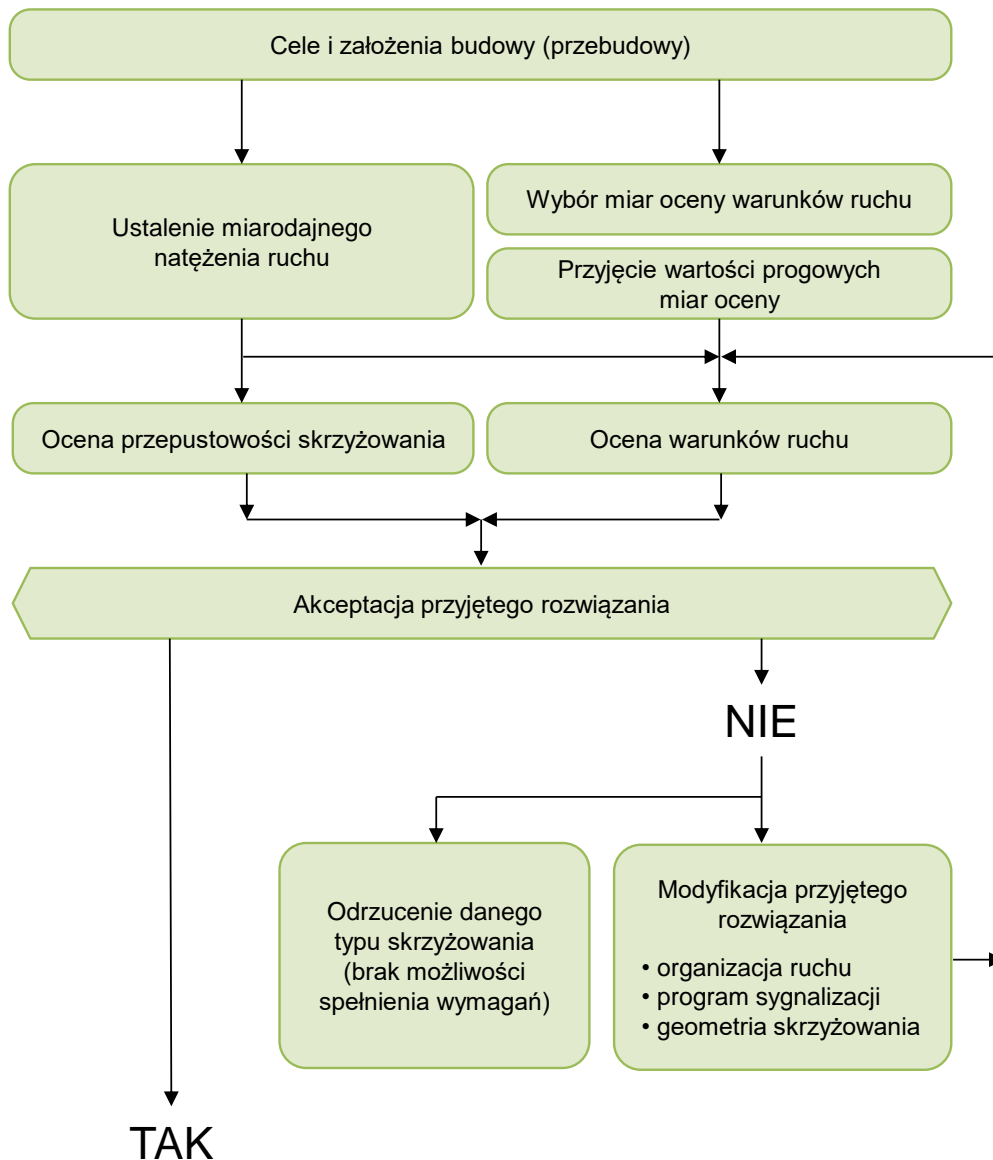 Cele i założenia budowy (przebudowy)
Ustalenie miarodajnego
natężenia ruchu
Wybór miar oceny warunków ruchu
Przyjęcie wartości progowych
miar oceny
Ocena przepustowości skrzyżowania
Ocena warunków ruchu
Akceptacja przyjętego rozwiązania
NIE
Odrzucenie danego
typu skrzyżowania
(brak możliwości
spełnienia wymagań)
Modyfikacja przyjętego
rozwiązania
• organizacja ruchu
• program sygnalizacji
• geometria skrzyżowania
TAK